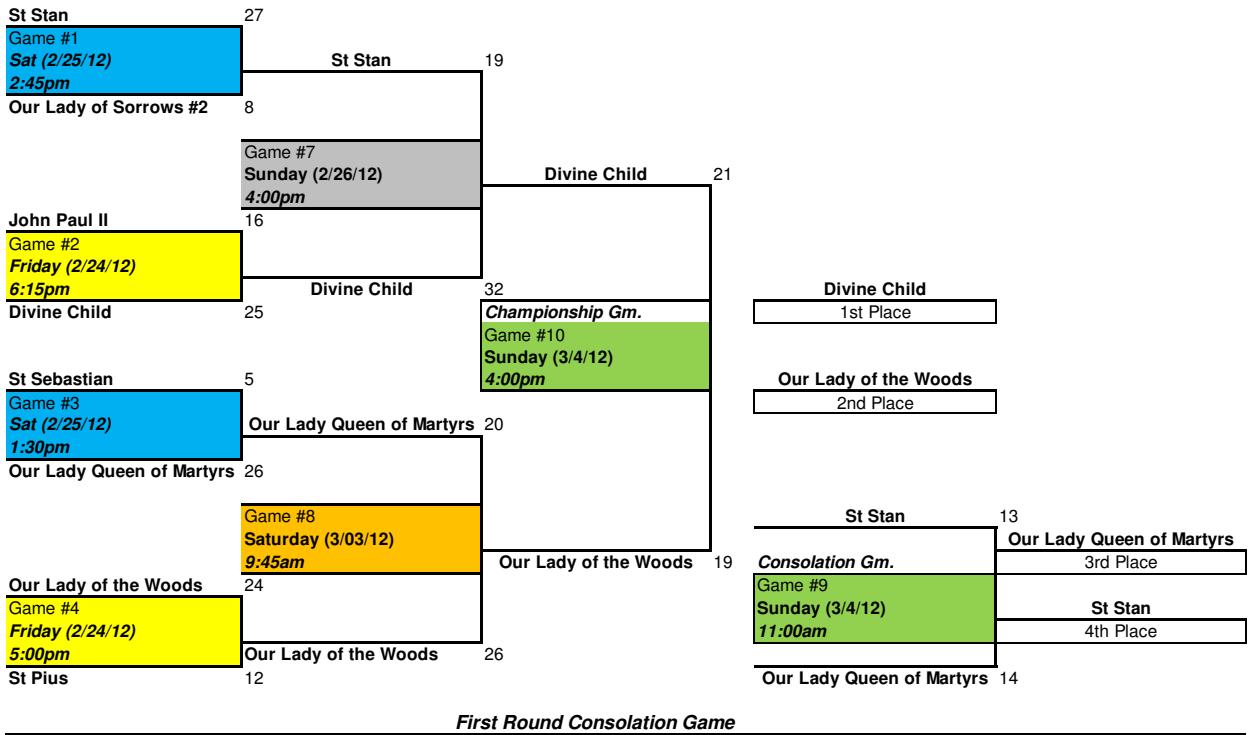 St Stan 27
Game #1
Sat (2/25/12) St Stan 19
2:45pm
Our Lady of Sorrows #2 8
Game #7
Sunday (2/26/12) Divine Child 21
4:00pm
John Paul II 16
Game #2
Friday (2/24/12)
6:15pm Divine Child 32 Divine Child
Divine Child 25 Championship Gm. 1st Place
Game #10
Sunday (3/4/12)
St Sebastian 5 4:00pm Our Lady of the Woods
Game #3 2nd Place
Sat (2/25/12) Our Lady Queen of Martyrs 20
1:30pm
Our Lady Queen of Martyrs 26
Game #8 St Stan 13
Saturday (3/03/12) Our Lady Queen of Martyrs
9:45am Our Lady of the Woods 19 Consolation Gm. 3rd Place
Our Lady of the Woods 24 Game #9
Game #4 Sunday (3/4/12) St Stan
Friday (2/24/12) 11:00am 4th Place
5:00pm Our Lady of the Woods 26
St Pius 12 Our Lady Queen of Martyrs 14
First Round Consolation Game